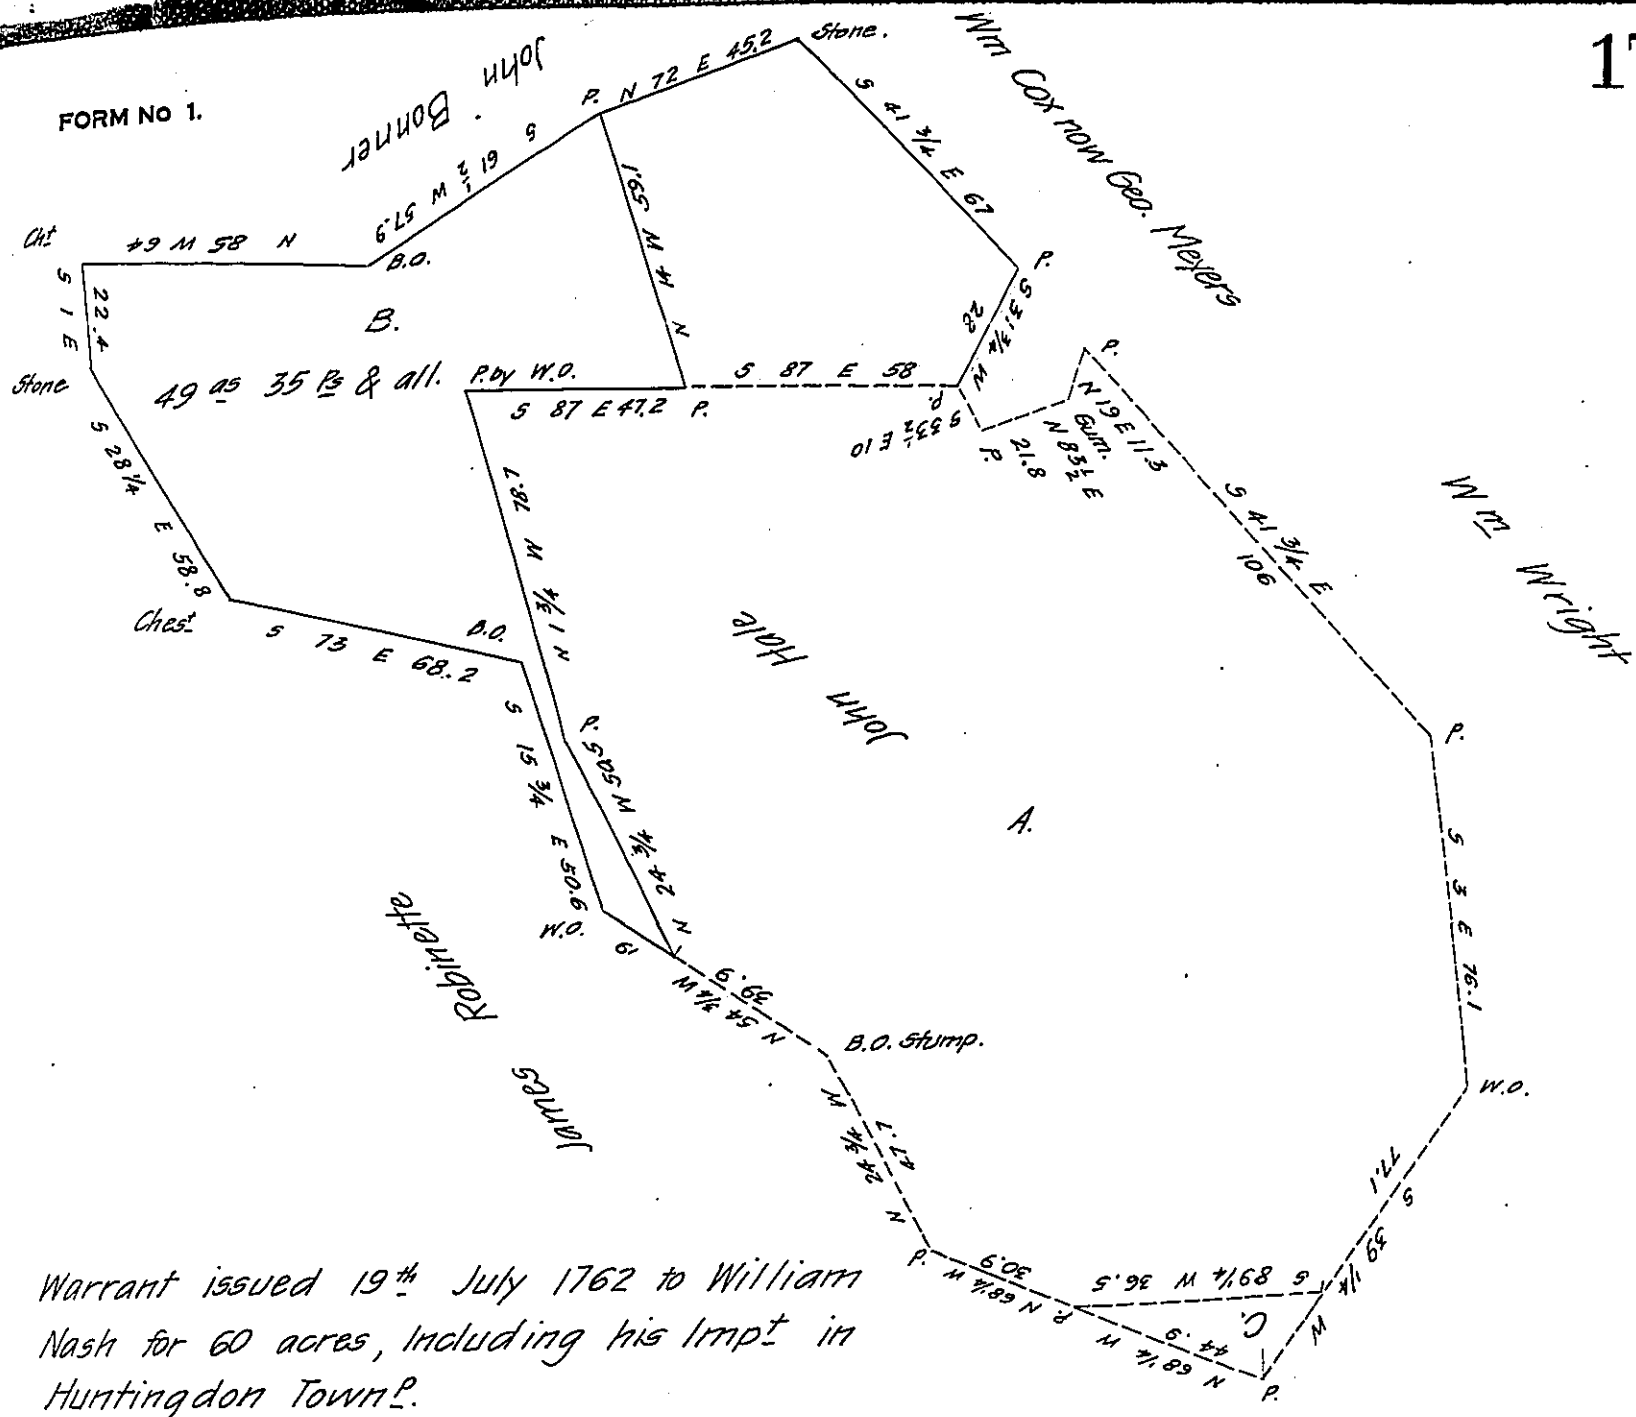 17
FORM NO 1.
John Bonner
Wm Cox now Geo. Meyers
Stone.
P. N 72 E 45.2
S 41 3/4 E 67
S 61 1/2 W 57.9
N 4 W 59.1
Cht
N 85 W 64
B.O.
P.
S 31 3/4 W
28
S 1 E
22.4
B.
Stone
49 as 35 Ps & all.
P. by W.O.
S 87 E 47.2 P.
S 87 E 58
P.
S 53 1/2 E 10
P.
N 83 1/2 E
21.8
Gum.
N 19 E 11.3
P.
S 41 3/4 E
106
Wm Wright
S 28 1/4 E 58.8
Chest
S 73 E 68.2
B.O.
N 1 3/4 W 78.7
John Hale
P.
S 15 3/4 E 50.6
N 24 3/4 W 50.5
A.
P.
S 3 E 76.1
W.O.
19
N 54 3/4 W
39.9
B.O. Stump.
James Robinette
N 24 3/4 W
47.7
W.O.
S 39 1/4 W
77.1
P.
N 68 1/4 W
30.9
P.
S 89 1/4 W 36.5
C.
N 68 1/4 W
44.9
P.
Warrant issued 19th July 1762 to William
Nash for 60 acres, Including his Impt in
Huntingdon Townp.